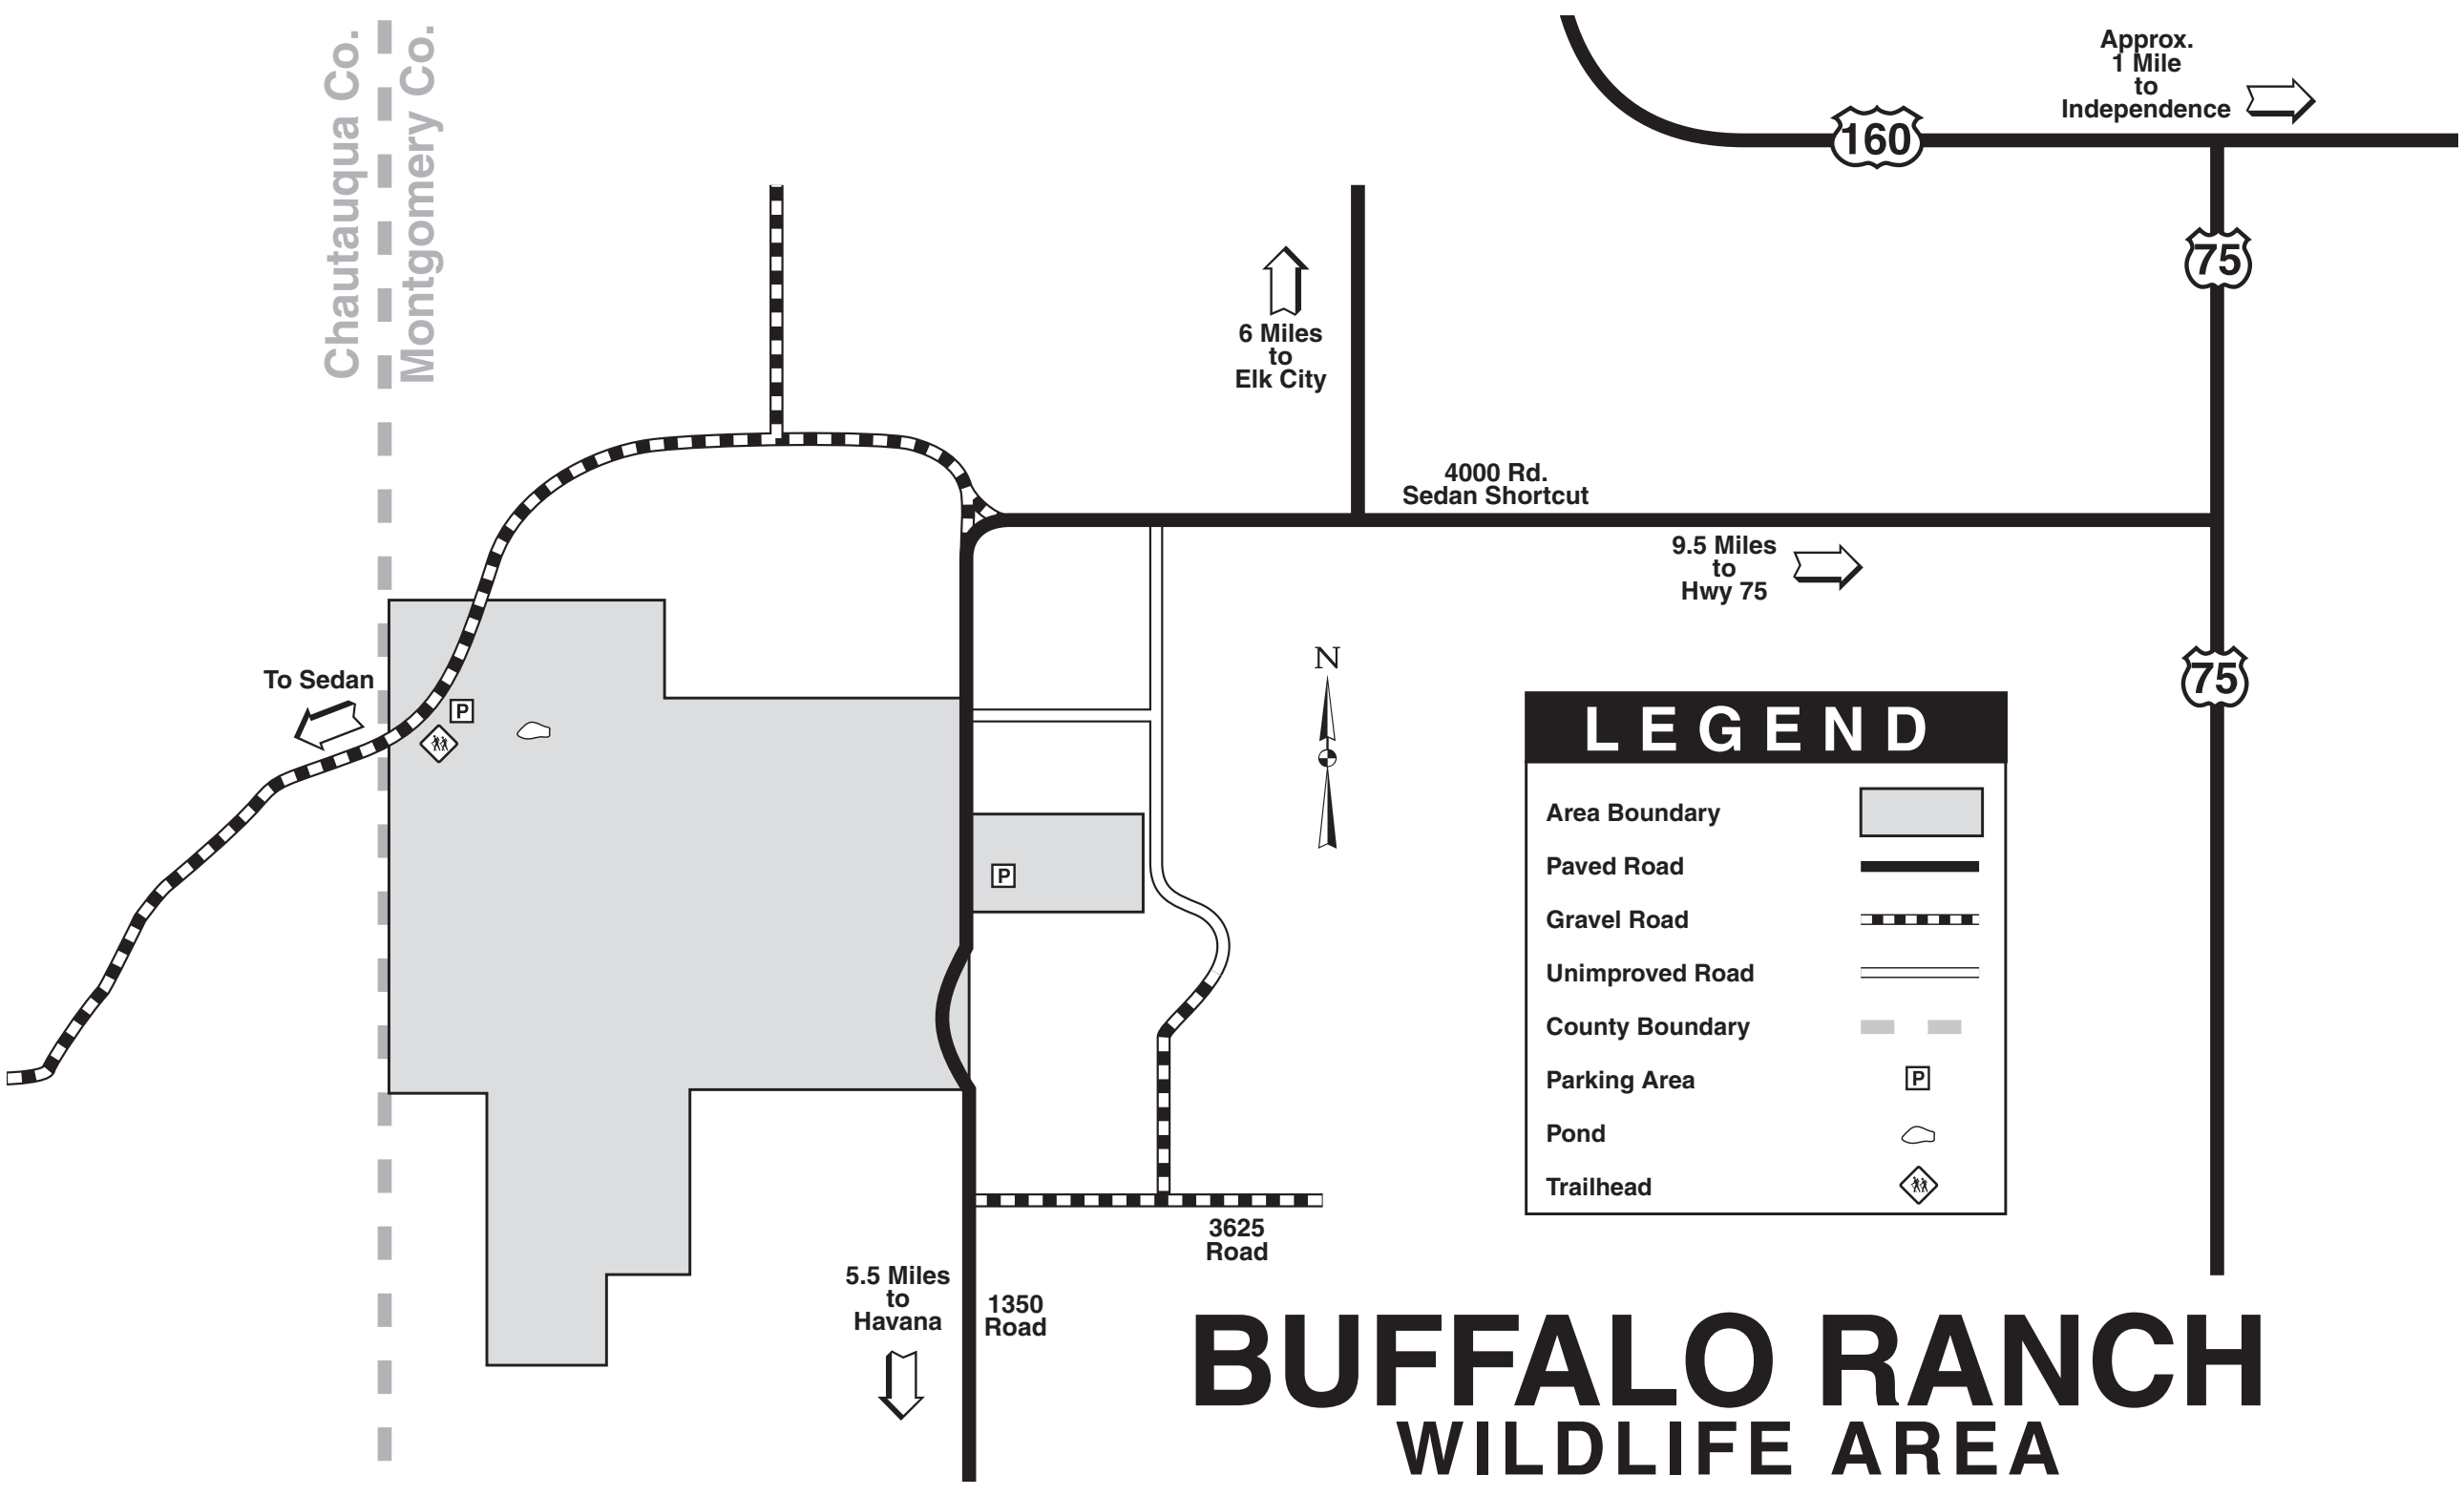 Chautauqua Co.
Montgomery Co.
Approx.
1 Mile
to
Independence
160
75
6 Miles
to
Elk City
4000 Rd.
Sedan Shortcut
9.5 Miles
to
Hwy 75
To Sedan
P
N
75
P
LEGEND
Area Boundary
Paved Road
Gravel Road
Unimproved Road
County Boundary
Parking Area
P
Pond
Trailhead
3625
Road
5.5 Miles
to
Havana
1350
Road
BUFFALO RANCH
WILDLIFE AREA